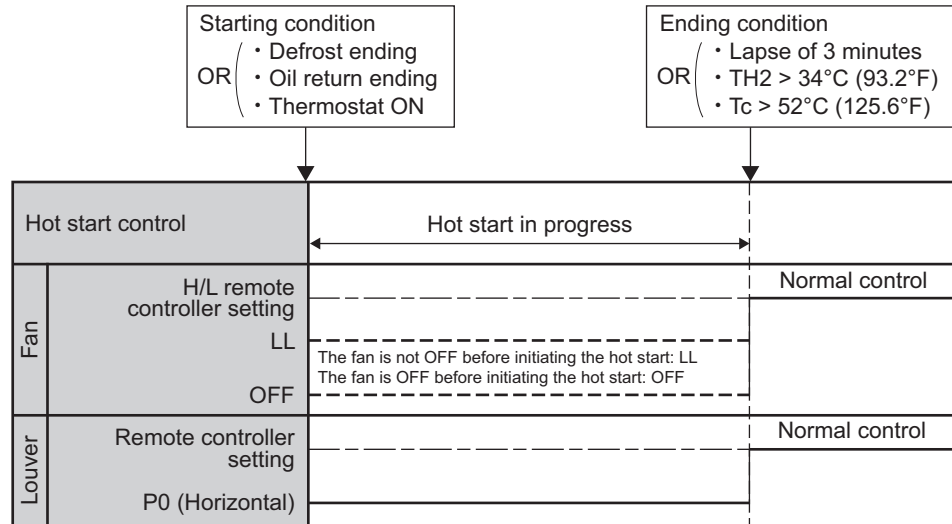 Starting condition
OR
・Defrost ending
・Oil return ending
・Thermostat ON
Ending condition
OR
・Lapse of 3 minutes
・TH2 > 34°C (93.2°F)
・Tc > 52°C (125.6°F)
Hot start control
Hot start in progress
Fan
H/L remote
controller setting
Normal control
LL
The fan is not OFF before initiating the hot start: LL
The fan is OFF before initiating the hot start: OFF
OFF
Louver
Remote controller
setting
Normal control
P0 (Horizontal)